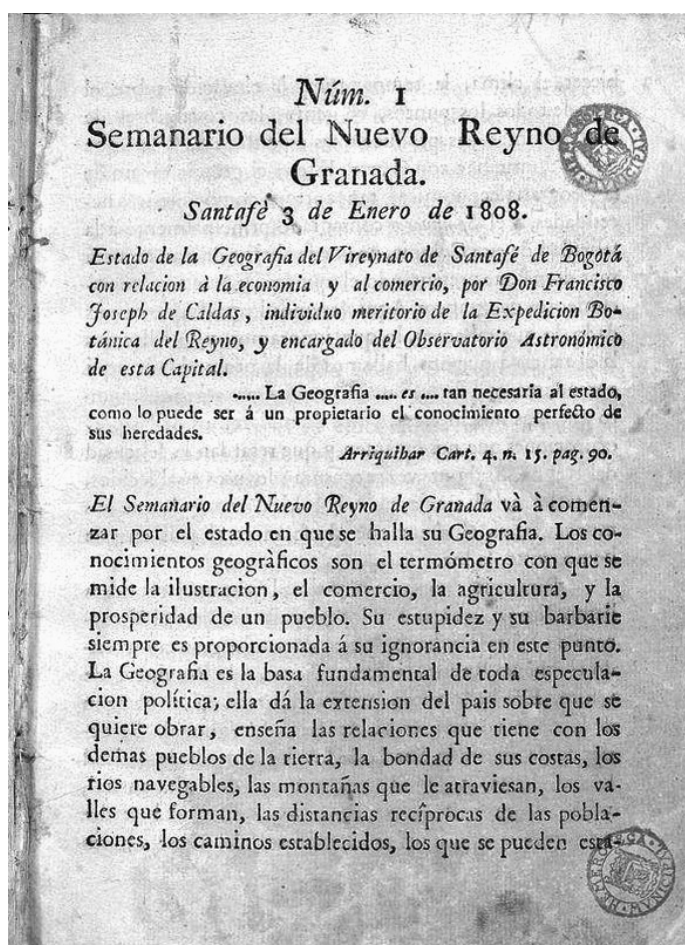 Núm. 1
Semanario del Nuevo Reyno de
Granada.
Santafè 3 de Enero de 1808.
Estado de la Geografia del Vireynato de Santafé de Bogotá
con relacion à la economia y al comercio, por Don Francisco
Joseph de Caldas, individuo meritorio de la Expedicion Bo-
tánica del Reyno, y encargado del Observatorio Astronómico
de esta Capital.
...... La Geografia ..... es .... tan necesaria al estado,
como lo puede ser á un propietario el conocimiento perfecto de
sus heredades.
Arriquibar Cart. 4. n. 15. pag. 90.
El Semanario del Nuevo Reyno de Granada và à comen-
zar por el estado en que se halla su Geografia. Los co-
nocimientos geogràficos son el termómetro con que se
mide la ilustracion, el comercio, la agricultura, y la
prosperidad de un pueblo. Su estupidez y su barbarie
siempre es proporcionada á su ignorancia en este punto.
La Geografia es la basa fundamental de toda especula-
cion política; ella dá la extension del pais sobre que se
quiere obrar, enseña las relaciones que tiene con los
demas pueblos de la tierra, la bondad de sus costas, los
rios navegables, las montañas que le atraviesan, los va-
lles que forman, las distancias recíprocas de las pobla-
ciones, los caminos establecidos, los que se pueden esta-
HEMEROTECA MUNICIPAL
HEMEROTECA MUNICIPAL